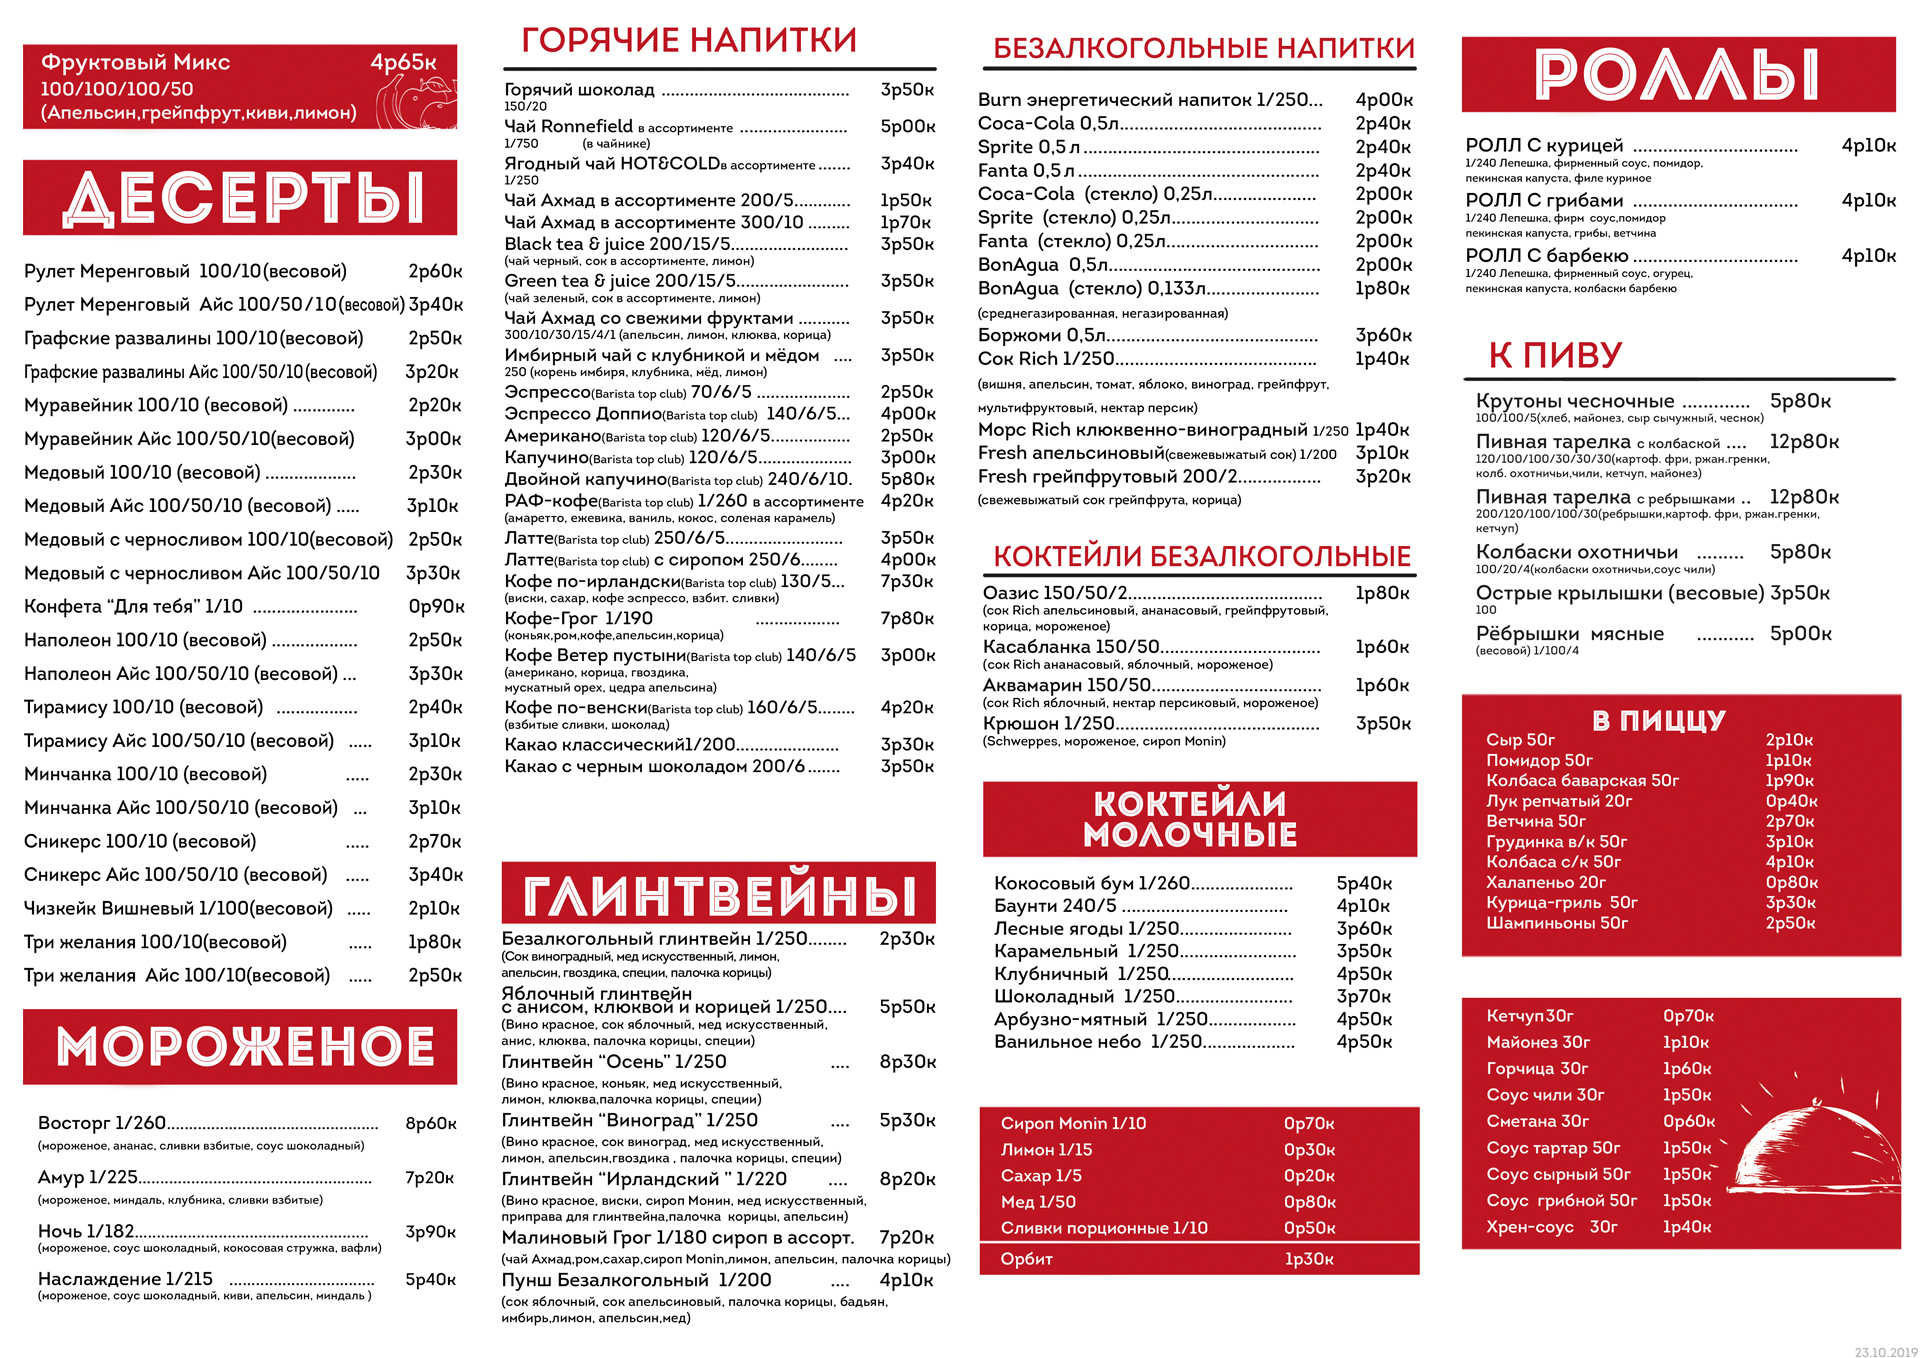 Фруктовый Микс 4р65к
100/100/100/50
(Апельсин,грейпфрут,киви,лимон)
ДЕСЕРТЫ
Рулет Меренговый 100/10(весовой) 2р60к
Рулет Меренговый Айс 100/50/10(весовой) 3р40к
Графские развалины 100/10(весовой) 2р50к
Графские развалины Айс 100/50/10(весовой) 3р20к
Муравейник 100/10 (весовой) ............. 2р20к
Муравейник Айс 100/50/10(весовой) 3р00к
Медовый 100/10 (весовой) ................... 2р30к
Медовый Айс 100/50/10 (весовой) ..... 3р10к
Медовый с черносливом 100/10(весовой) 2р50к
Медовый с черносливом Айс 100/50/10 3р30к
Конфета “Для тебя” 1/10 ...................... 0р90к
Наполеон 100/10 (весовой) .................. 2р50к
Наполеон Айс 100/50/10 (весовой) ... 3р30к
Тирамису 100/10 (весовой) ................. 2р40к
Тирамису Айс 100/50/10 (весовой) ..... 3р10к
Минчанка 100/10 (весовой) ..... 2р30к
Минчанка Айс 100/50/10 (весовой) ... 3р10к
Сникерс 100/10 (весовой) ..... 2р70к
Сникерс Айс 100/50/10 (весовой) ..... 3р40к
Чизкейк Вишневый 1/100(весовой) ..... 2р10к
Три желания 100/10(весовой) ..... 1р80к
Три желания Айс 100/10(весовой) ..... 2р50к
МОРОЖЕНОЕ
Восторг 1/260............................................. 8р60к
(мороженое, ананас, сливки взбитые, соус шоколадный)
Амур 1/225.................................................. 7р20к
(мороженое, миндаль, клубника, сливки взбитые)
Ночь 1/182.................................................. 3р90к
(мороженое, соус шоколадный, кокосовая стружка, вафли)
Наслаждение 1/215 ............................... 5р40к
(мороженое, соус шоколадный, киви, апельсин, миндаль )
ГОРЯЧИЕ НАПИТКИ
Горячий шоколад ........................................ 3р50к
150/20
Чай Ronnefield в ассортименте ....................... 5р00к
1/750 (в чайнике)
Ягодный чай HOT&COLDв ассортименте ....... 3р40к
1/250
Чай Ахмад в ассортименте 200/5............ 1р50к
Чай Ахмад в ассортименте 300/10 ......... 1р70к
Black tea & juice 200/15/5......................... 3р50к
(чай черный, сок в ассортименте, лимон)
Green tea & juice 200/15/5........................ 3р50к
(чай зеленый, сок в ассортименте, лимон)
Чай Ахмад со свежими фруктами ........... 3р50к
300/10/30/15/4/1 (апельсин, лимон, клюква, корица)
Имбирный чай с клубникой и мёдом .... 3р50к
250 (корень имбиря, клубника, мёд, лимон)
Эспрессо(Barista top club) 70/6/5 .................... 2р50к
Эспрессо Доппио(Barista top club) 140/6/5... 4р00к
Американо(Barista top club) 120/6/5................. 2р50к
Капучино(Barista top club) 120/6/5.................... 3р00к
Двойной капучино(Barista top club) 240/6/10. 5р80к
РАФ-кофе(Barista top club) 1/260 в ассортименте 4р20к
(амаретто, ежевика, ваниль, кокос, соленая карамель)
Латте(Barista top club) 250/6/5......................... 3р50к
Латте(Barista top club) с сиропом 250/6........ 4р00к
Кофе по-ирландски(Barista top club) 130/5... 7р30к
(виски, сахар, кофе эспрессо, взбит. сливки)
Кофе-Грог 1/190 .................. 7р80к
(коньяк,ром,кофе,апельсин,корица)
Кофе Ветер пустыни(Barista top club) 140/6/5 3р00к
(американо, корица, гвоздика,
мускатный орех, цедра апельсина)
Кофе по-венски(Barista top club) 160/6/5........ 4р20к
(взбитые сливки, шоколад)
Какао классический1/200...................... 3р30к
Какао с черным шоколадом 200/6 ....... 3р50к
ГЛИНТВЕЙНЫ
Безалкогольный глинтвейн 1/250........ 2р30к
(Сок виноградный, мед искусственный, лимон,
апельсин, гвоздика, специи, палочка корицы)
Яблочный глинтвейн
с анисом, клюквой и корицей 1/250.... 5р50к
(Вино красное, сок яблочный, мед искусственный,
анис, клюква, палочка корицы, специи)
Глинтвейн “Осень” 1/250 .... 8р30к
(Вино красное, коньяк, мед искусственный,
лимон, клюква,палочка корицы, специи)
Глинтвейн “Виноград” 1/250 .... 5р30к
(Вино красное, сок виноград, мед искусственный,
лимон, апельсин,гвоздика , палочка корицы, специи)
Глинтвейн “Ирландский ” 1/220 .... 8р20к
(Вино красное, виски, сироп Монин, мед искусственный,
приправа для глинтвейна,палочка корицы, апельсин)
Малиновый Грог 1/180 сироп в ассорт. 7р20к
(чай Ахмад,ром,сахар,сироп Monin,лимон, апельсин, палочка корицы)
Пунш Безалкогольный 1/200 .... 4р10к
(сок яблочный, сок апельсиновый, палочка корицы, бадьян,
имбирь,лимон, апельсин,мед)
БЕЗАЛКОГОЛЬНЫЕ НАПИТКИ
Burn энергетический напиток 1/250... 4р00к
Coca-Cola 0,5л........................................... 2р40к
Sprite 0,5 л.................................................. 2р40к
Fanta 0,5 л................................................... 2р40к
Coca-Cola (стекло) 0,25л...................... 2р00к
Sprite (стекло) 0,25л............................... 2р00к
Fanta (стекло) 0,25л................................ 2р00к
BonAgua 0,5л............................................. 2р00к
BonAgua (стекло) 0,133л........................ 1р80к
(среднегазированная, негазированная)
Боржоми 0,5л............................................. 3р60к
Сок Rich 1/250........................................... 1р40к
(вишня, апельсин, томат, яблоко, виноград, грейпфрут,
мультифруктовый, нектар персик)
Морс Rich клюквенно-виноградный 1/250 1р40к
Fresh апельсиновый(свежевыжатый сок) 1/200 3р10к
Fresh грейпфрутовый 200/2.................. 3р20к
(свежевыжатый сок грейпфрута, корица)
КОКТЕЙЛИ БЕЗАЛКОГОЛЬНЫЕ
Оазис 150/50/2......................................... 1р80к
(сок Rich апельсиновый, ананасовый, грейпфрутовый,
корица, мороженое)
Касабланка 150/50.................................. 1р60к
(сок Rich ананасовый, яблочный, мороженое)
Аквамарин 150/50.................................... 1р60к
(сок Rich яблочный, нектар персиковый, мороженое)
Крюшон 1/250........................................... 3р50к
(Schweppes, мороженое, сироп Monin)
КОКТЕЙЛИ
МОЛОЧНЫЕ
Кокосовый бум 1/260...................... 5р40к
Баунти 240/5 ................................... 4р10к
Лесные ягоды 1/250........................ 3р60к
Карамельный 1/250........................ 3р50к
Клубничный 1/250.......................... 4р50к
Шоколадный 1/250......................... 3р70к
Арбузно-мятный 1/250................... 4р50к
Ванильное небо 1/250.................... 4р50к
Сироп Monin 1/10 0р70к
Лимон 1/15 0р30к
Сахар 1/5 0р20к
Мед 1/50 0р80к
Сливки порционные 1/10 0р50к
Орбит 1р30к
РОЛЛЫ
РОЛЛ С курицей ................................... 4р10к
1/240 Лепешка, фирменный соус, помидор,
пекинская капуста, филе куриное
РОЛЛ С грибами ................................... 4р10к
1/240 Лепешка, фирм соус,помидор
пекинская капуста, грибы, ветчина
РОЛЛ С барбекю ................................... 4р10к
1/240 Лепешка, фирменный соус, огурец,
пекинская капуста, колбаски барбекю
К ПИВУ
Крутоны чесночные ............. 5р80к
100/100/5(хлеб, майонез, сыр сычужный, чеснок)
Пивная тарелка с колбаской .... 12р80к
120/100/100/30/30/30(картоф. фри, ржан.гренки,
колб. охотничьи,чили, кетчуп, майонез)
Пивная тарелка с ребрышками .. 12р80к
200/120/100/100/30(ребрышки,картоф. фри, ржан.гренки,
кетчуп)
Колбаски охотничьи ......... 5р80к
100/20/4(колбаски охотничьи,соус чили)
Острые крылышки (весовые) 3р50к
100
Рёбрышки мясные ........... 5р00к
(весовой) 1/100/4
В ПИЦЦУ
Сыр 50г 2р10к
Помидор 50г 1р10к
Колбаса баварская 50г 1р90к
Лук репчатый 20г 0р40к
Ветчина 50г 2р70к
Грудинка в/к 50г 3р10к
Колбаса с/к 50г 4р10к
Халапеньо 20г 0р80к
Курица-гриль 50г 3р30к
Шампиньоны 50г 2р50к
Кетчуп30г 0р70к
Майонез 30г 1р10к
Горчица 30г 1р60к
Соус чили 30г 1р50к
Сметана 30г 0р60к
Соус тартар 50г 1р50к
Соус сырный 50г 1р50к
Соус грибной 50г 1р50к
Хрен-соус 30г 1р40к
23.10.2019